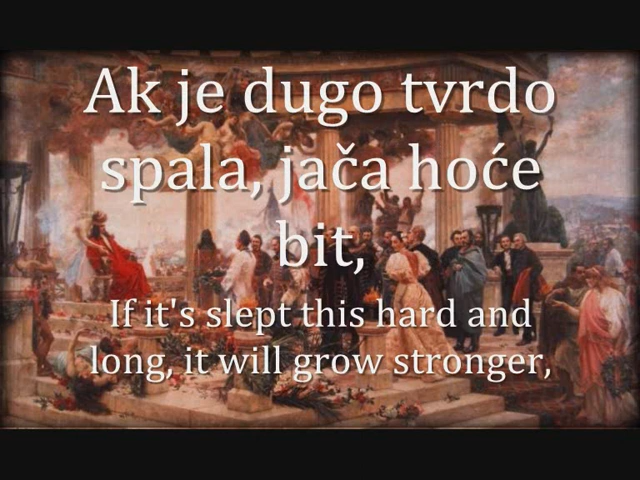 Ak je dugo tvrdo
spala, jača hoće
bit,
If it's slept this hard and
long, it will grow stronger,